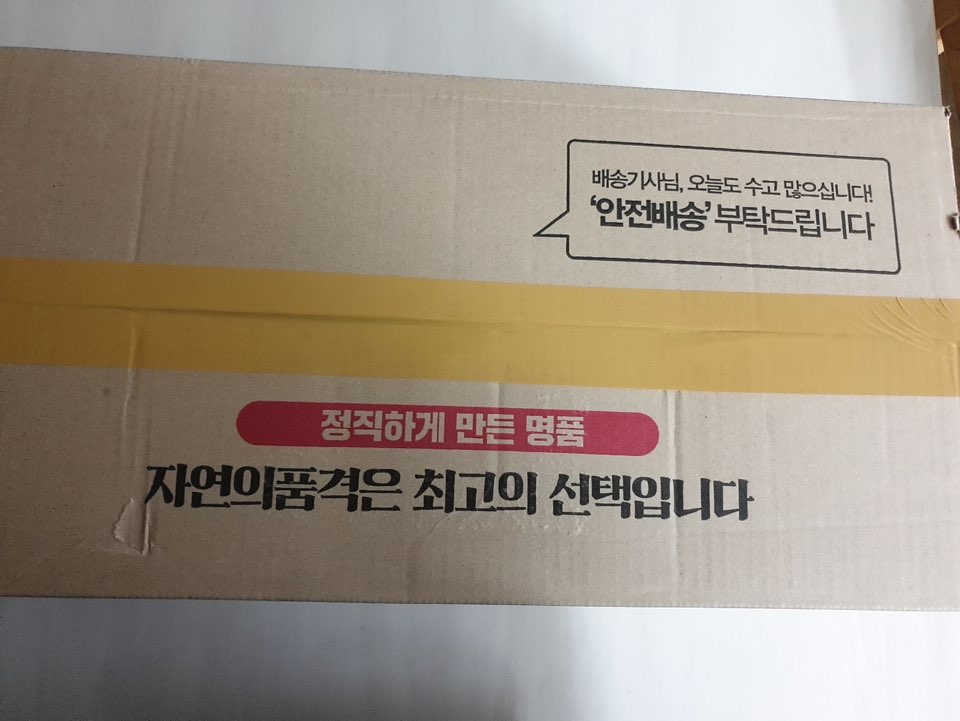 배송기사님, 오늘도 수고 많으십니다!
‘안전배송’ 부탁드립니다
정직하게 만든 명품
자연의품격은 최고의 선택입니다